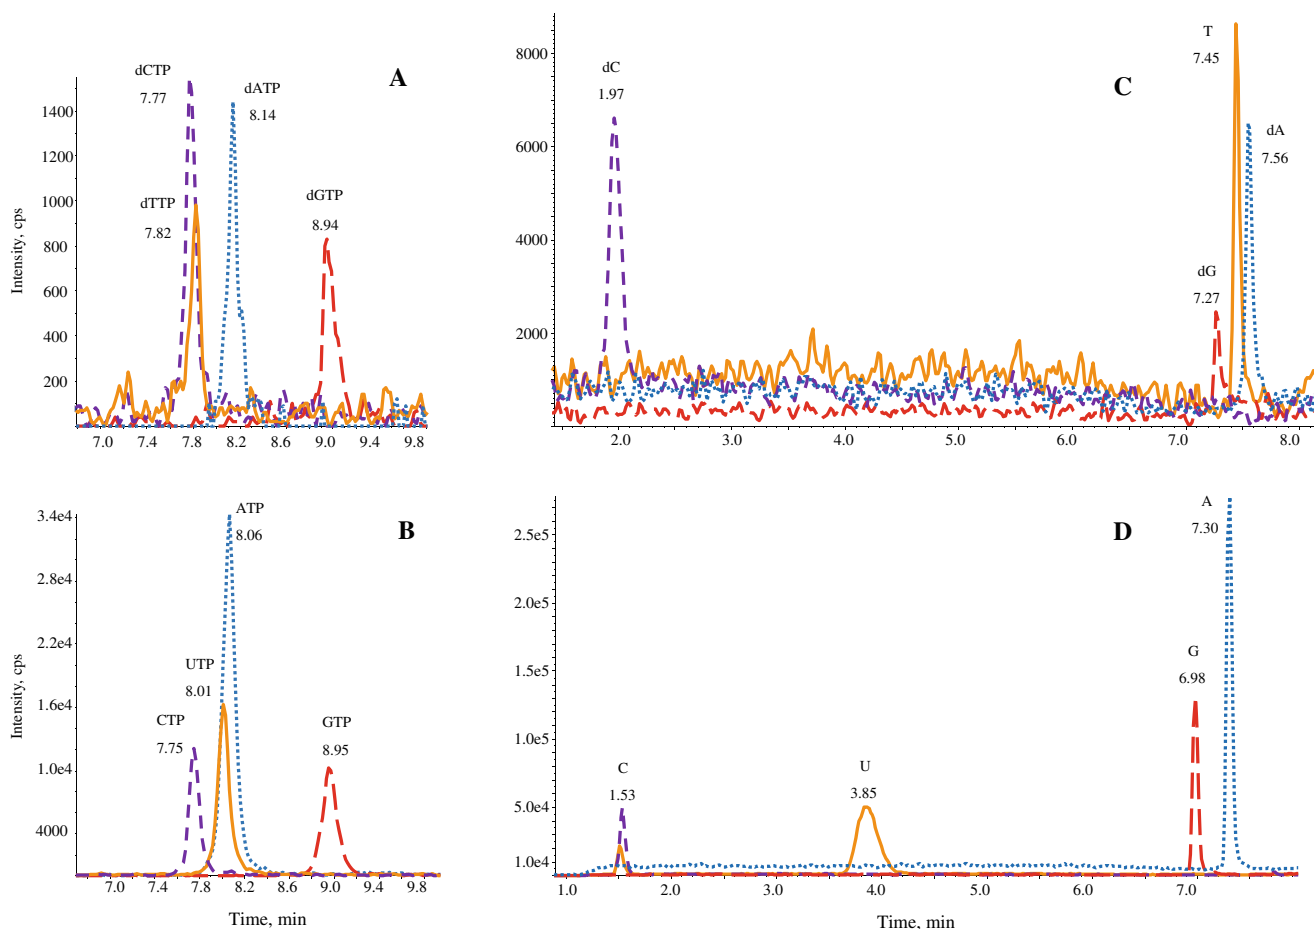 A
dCTP
7.77
dATP
8.14
dTTP
7.82
dGTP
8.94
Intensity, cps
1400
1200
1000
800
600
400
200
7.0 7.4 7.8 8.2 8.6 9.0 9.4 9.8
C
dC
1.97
T
7.45
dA
7.56
dG
7.27
8000
6000
4000
2000
2.0 3.0 4.0 5.0 6.0 7.0 8.0
B
ATP
8.06
UTP
8.01
CTP
7.75
GTP
8.95
Intensity, cps
3.4e4
2.8e4
2.2e4
1.6e4
1.0e4
4000
7.0 7.4 7.8 8.2 8.6 9.0 9.4 9.8
Time, min
D
A
7.30
G
6.98
C
1.53
U
3.85
2.5e5
2.0e5
1.5e5
1.0e5
5.0e4
1.0e4
1.0 2.0 3.0 4.0 5.0 6.0 7.0
Time, min